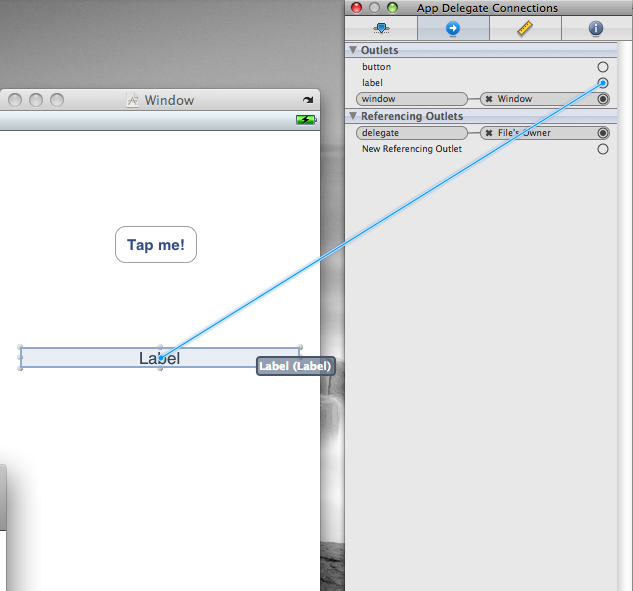 App Delegate Connections
Outlets
button
label
window
Window
Referencing Outlets
delegate
File's Owner
New Referencing Outlet
Window
Tap me!
Label
Label (Label)